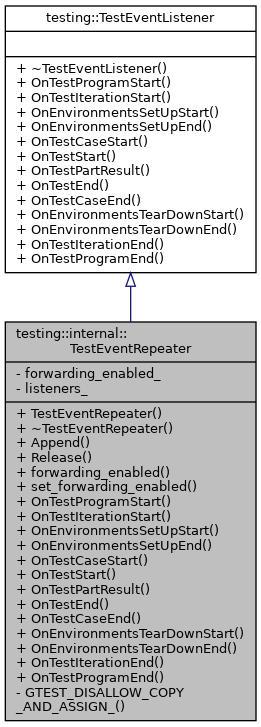 testing::TestEventListener
+ ~TestEventListener()
+ OnTestProgramStart()
+ OnTestIterationStart()
+ OnEnvironmentsSetUpStart()
+ OnEnvironmentsSetUpEnd()
+ OnTestCaseStart()
+ OnTestStart()
+ OnTestPartResult()
+ OnTestEnd()
+ OnTestCaseEnd()
+ OnEnvironmentsTearDownStart()
+ OnEnvironmentsTearDownEnd()
+ OnTestIterationEnd()
+ OnTestProgramEnd()
testing::internal::
TestEventRepeater
- forwarding_enabled_
- listeners_
+ TestEventRepeater()
+ ~TestEventRepeater()
+ Append()
+ Release()
+ forwarding_enabled()
+ set_forwarding_enabled()
+ OnTestProgramStart()
+ OnTestIterationStart()
+ OnEnvironmentsSetUpStart()
+ OnEnvironmentsSetUpEnd()
+ OnTestCaseStart()
+ OnTestStart()
+ OnTestPartResult()
+ OnTestEnd()
+ OnTestCaseEnd()
+ OnEnvironmentsTearDownStart()
+ OnEnvironmentsTearDownEnd()
+ OnTestIterationEnd()
+ OnTestProgramEnd()
- GTEST_DISALLOW_COPY
_AND_ASSIGN_()